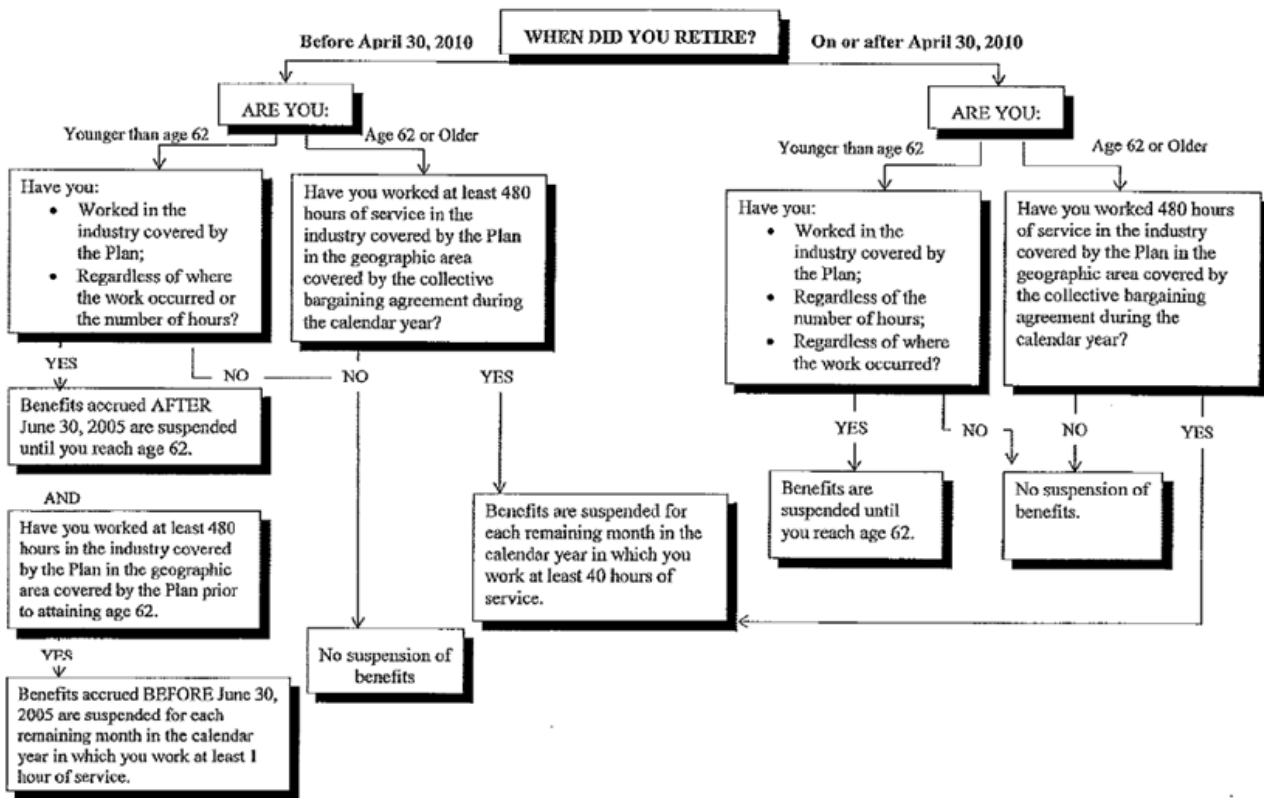 WHEN DID YOU RETIRE?
Before April 30, 2010
On or after April 30, 2010
ARE YOU:
Younger than age 62
Age 62 or Older
Have you:
• Worked in the
industry covered by
the Plan;
• Regardless of where
the work occurred or
the number of hours?
Have you worked at least 480
hours of service in the
industry covered by the Plan
in the geographic area
covered by the collective
bargaining agreement during
the calendar year?
YES
NO
NO
YES
Benefits accrued AFTER
June 30, 2005 are suspended
until you reach age 62.
AND
Have you worked at least 480
hours in the industry covered
by the Plan in the geographic
area covered by the Plan prior
to attaining age 62.
YES
Benefits accrued BEFORE June 30,
2005 are suspended for each
remaining month in the calendar
year in which you work at least 1
hour of service.
No suspension of
benefits
Benefits are suspended for
each remaining month in the
calendar year in which you
work at least 40 hours of
service.
ARE YOU:
Younger than age 62
Age 62 or Older
Have you:
• Worked in the
industry covered by
the Plan;
• Regardless of the
number of hours;
• Regardless of where
the work occurred?
Have you worked 480 hours
of service in the industry
covered by the Plan in the
geographic area covered by
the collective bargaining
agreement during the
calendar year?
YES
NO
NO
YES
Benefits are
suspended until
you reach age 62.
No suspension of
benefits.